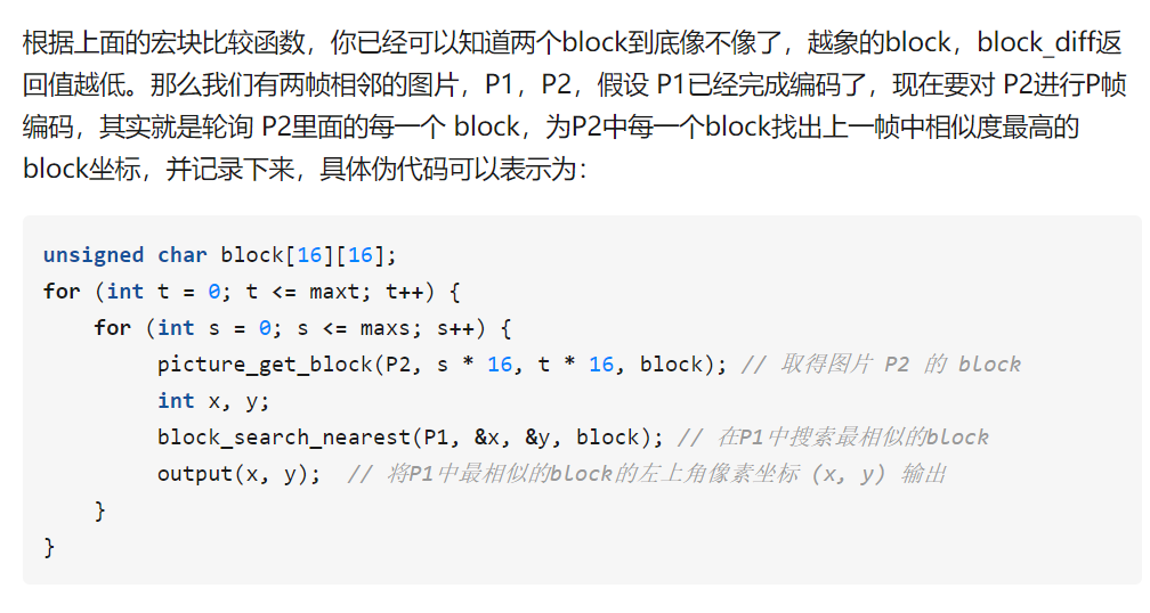 根据上面的宏块比较函数，你已经可以知道两个block到底像不像了，越象的block，block_diff返
回值越低。那么我们有两帧相邻的图片，P1，P2，假设 P1已经完成编码了，现在要对 P2进行P帧
编码，其实就是轮询 P2里面的每一个 block，为P2中每一个block找出上一帧中相似度最高的
block坐标，并记录下来，具体伪代码可以表示为：
unsigned char block[16][16];
for (int t = 0; t <= maxt; t++) {
    for (int s = 0; s <= maxs; s++) {
         picture_get_block(P2, s * 16, t * 16, block); // 取得图片 P2 的 block
         int x, y;
         block_search_nearest(P1, &x, &y, block); // 在P1中搜索最相似的block
         output(x, y);  // 将P1中最相似的block的左上角像素坐标 (x, y) 输出
    }
}